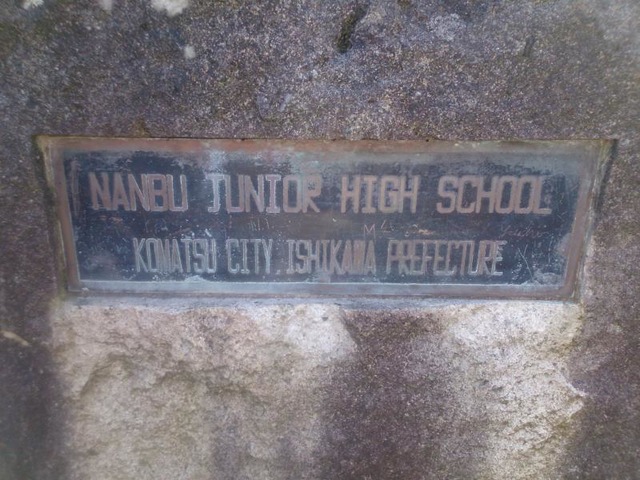 NANBU JUNIOR HIGH SCHOOL
KOMATSU CITY, ISHIKAWA PREFECTURE